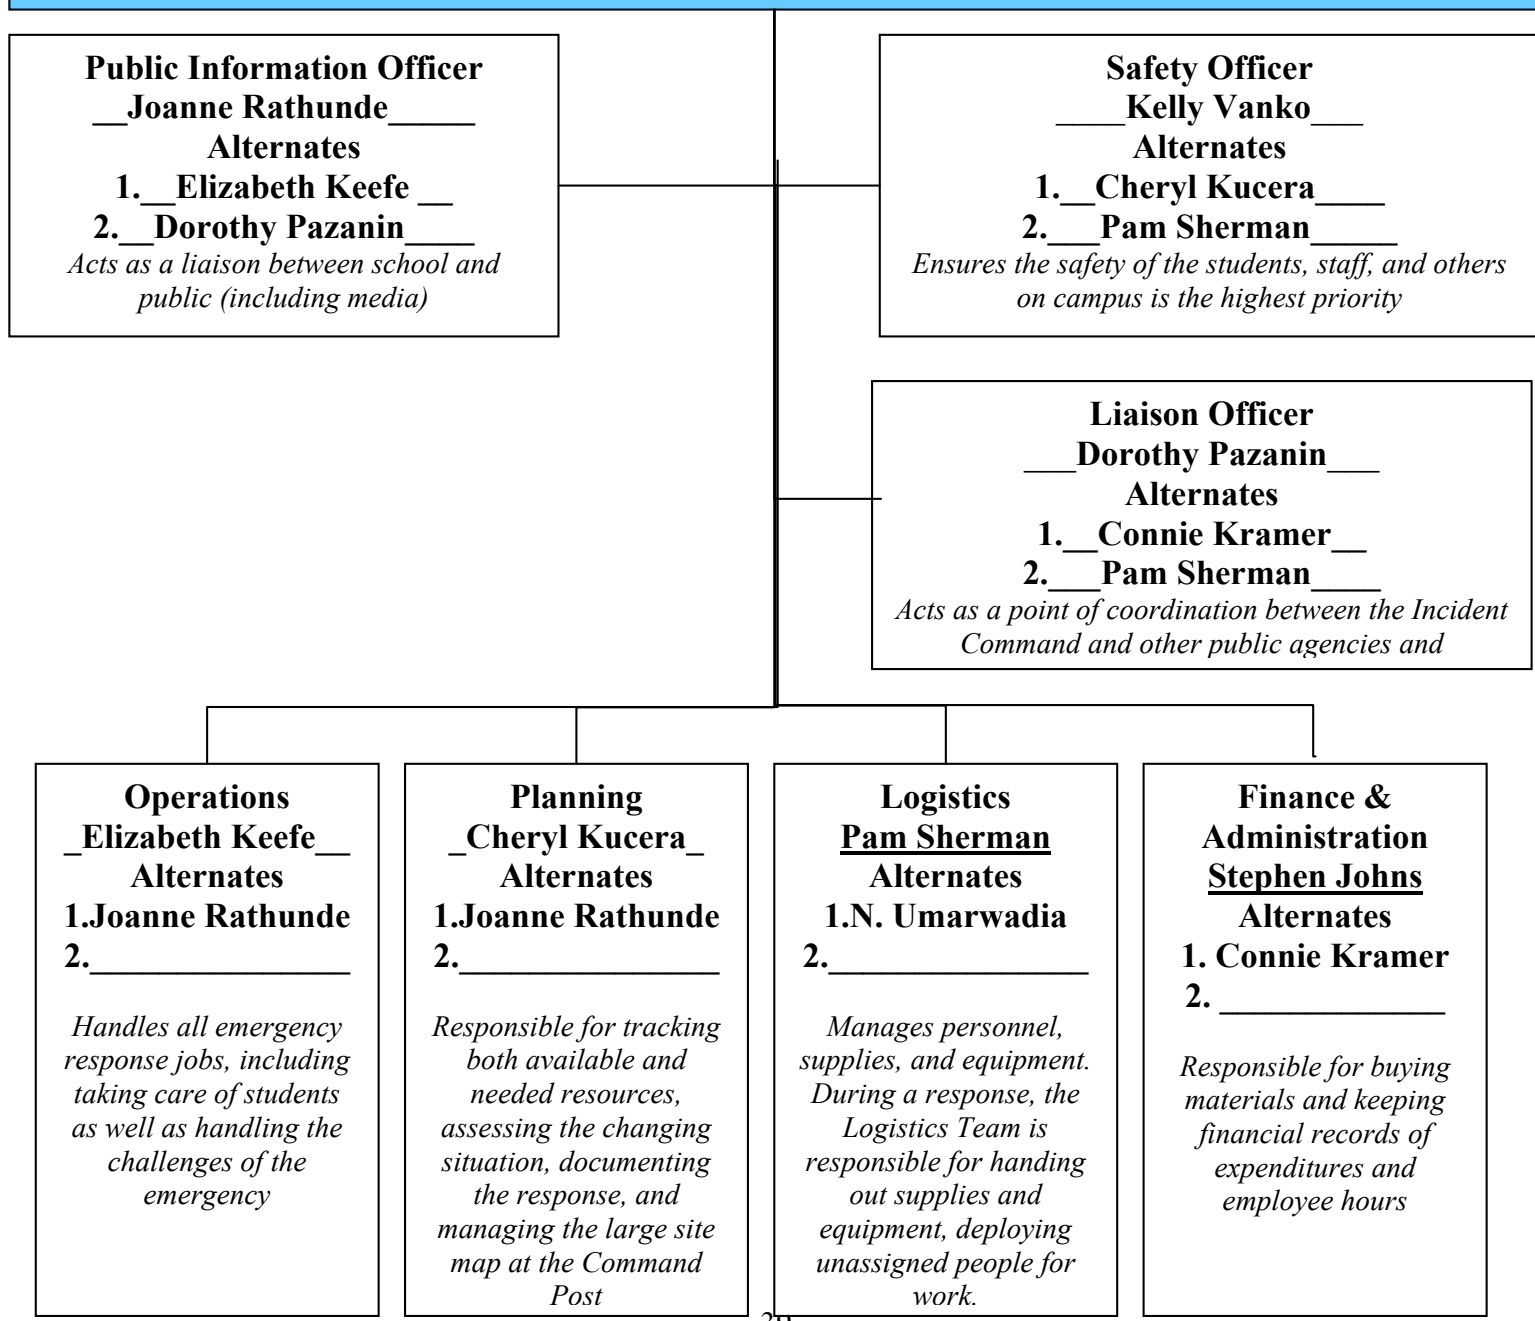 Public Information Officer
__Joanne Rathunde_____
Alternates
1.__Elizabeth Keefe __
2.__Dorothy Pazanin____
Acts as a liaison between school and
public (including media)
Safety Officer
____Kelly Vanko___
Alternates
1.__Cheryl Kucera____
2.___Pam Sherman_____
Ensures the safety of the students, staff, and others
on campus is the highest priority
Liaison Officer
___Dorothy Pazanin___
Alternates
1.__Connie Kramer__
2.___Pam Sherman____
Acts as a point of coordination between the Incident
Command and other public agencies and
Operations
_Elizabeth Keefe__
Alternates
1.Joanne Rathunde
2._______________
Handles all emergency
response jobs, including
taking care of students
as well as handling the
challenges of the
emergency
Planning
_Cheryl Kucera_
Alternates
1.Joanne Rathunde
2._______________
Responsible for tracking
both available and
needed resources,
assessing the changing
situation, documenting
the response, and
managing the large site
map at the Command
Post
Logistics
Pam Sherman
Alternates
1.N. Umarwadia
2._______________
Manages personnel,
supplies, and equipment.
During a response, the
Logistics Team is
responsible for handing
out supplies and
equipment, deploying
unassigned people for
work.
Finance &
Administration
Stephen Johns
Alternates
1. Connie Kramer
2. _____________
Responsible for buying
materials and keeping
financial records of
expenditures and
employee hours